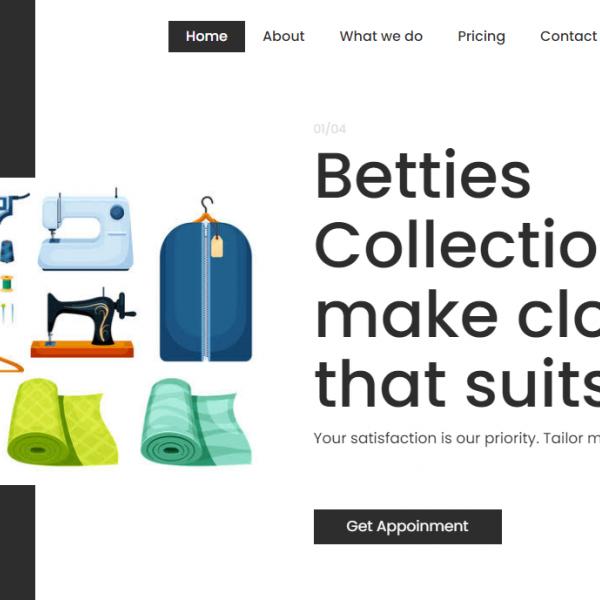 Home
About
What we do
Pricing
Contact
01/04
Betties
Collectio
make clo
that suits
Your satisfaction is our priority. Tailor m
Get Appoinment